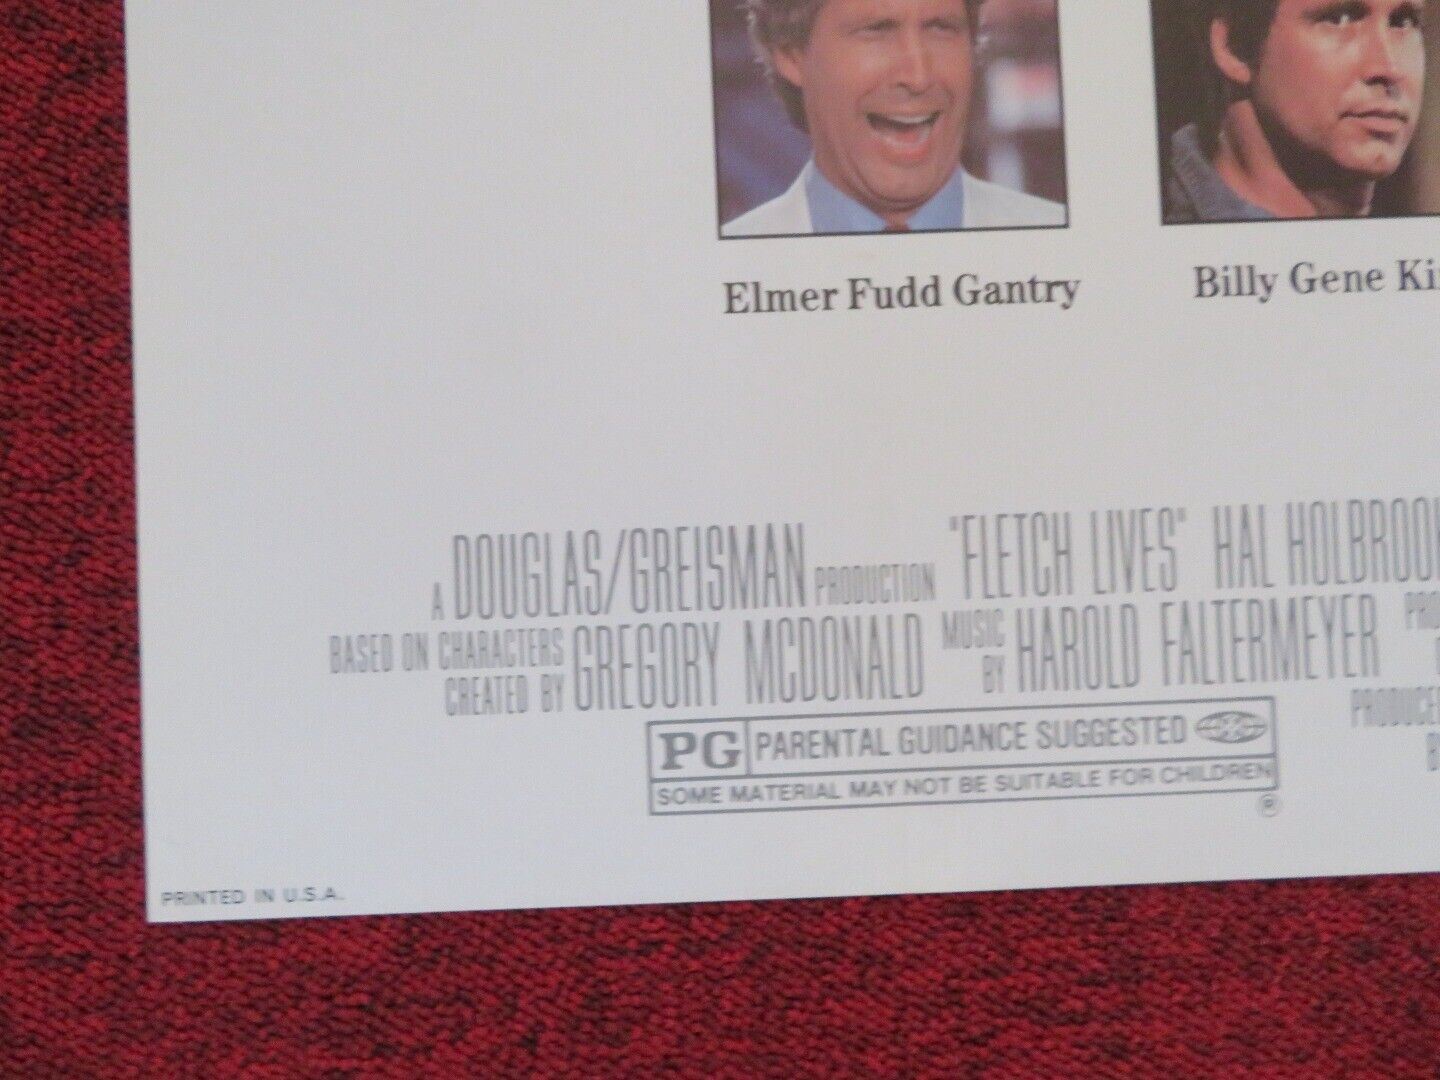 Elmer Fudd Gantry
Billy Gene
A DOUGLAS/GREISMAN PRODUCTION "FLETCH LIVES" HAL HOLBROOK
BASED ON CHARACTERS CREATED BY GREGORY MCDONALD MUSIC BY HAROLD FALTERMEYER
PG PARENTAL GUIDANCE SUGGESTED
SOME MATERIAL MAY NOT BE SUITABLE FOR CHILDREN
®
PRINTED IN U.S.A.